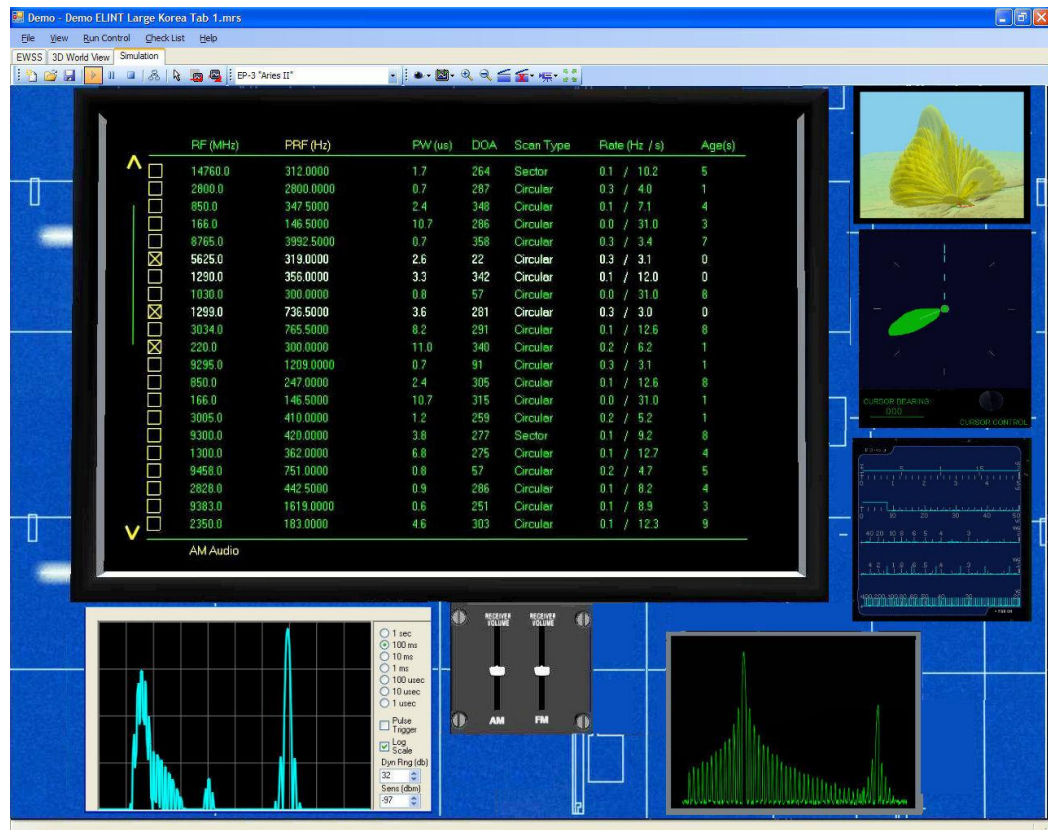 Demo - Demo ELINT Large Korea Tab 1.mrs
File View Run Control Check List Help
EWSS 3D World View Simulation
EP-3 "Aries II"
RF (MHz) PRF (Hz) PW (us) DOA Scan Type Rate (Hz / s) Age(s)
14760.0 312.0000 1.7 264 Sector 0.1 / 10.2 5
2800.0 2800.0000 0.7 287 Circular 0.3 / 4.0 1
850.0 347.5000 2.4 348 Circular 0.1 / 7.1 4
166.0 146.5000 10.7 286 Circular 0.0 / 31.0 3
8765.0 3992.5000 0.7 358 Circular 0.3 / 3.4 7
5625.0 319.0000 2.6 22 Circular 0.3 / 3.1 0
1290.0 356.0000 3.3 342 Circular 0.1 / 12.0 0
1030.0 300.0000 0.8 57 Circular 0.0 / 31.0 8
1299.0 736.5000 3.6 281 Circular 0.3 / 3.0 0
3034.0 765.5000 8.2 291 Circular 0.1 / 12.6 8
220.0 300.0000 11.0 340 Circular 0.2 / 6.2 1
9295.0 1209.0000 0.7 91 Circular 0.3 / 3.1 1
850.0 247.0000 2.4 305 Circular 0.1 / 12.6 8
166.0 146.5000 10.7 315 Circular 0.0 / 31.0 1
3005.0 410.0000 1.2 259 Circular 0.2 / 5.2 1
9300.0 420.0000 3.8 277 Sector 0.1 / 9.2 8
1300.0 362.0000 6.8 275 Circular 0.1 / 12.7 4
9458.0 751.0000 0.8 57 Circular 0.2 / 4.7 5
2828.0 442.5000 0.9 286 Circular 0.1 / 8.2 4
9383.0 1619.0000 0.6 251 Circular 0.1 / 8.9 3
2350.0 183.0000 4.6 303 Circular 0.1 / 12.3 9
AM Audio
CURSOR BEARING
000
CURSOR CONTROL
1 sec
100 ms
10 ms
1 ms
100 usec
10 usec
1 usec
Pulse
Trigger
Log
Scale
Dyn Rng (db)
32
Sens (dbm)
-97
RECEIVER VOLUME RECEIVER VOLUME
AM FM